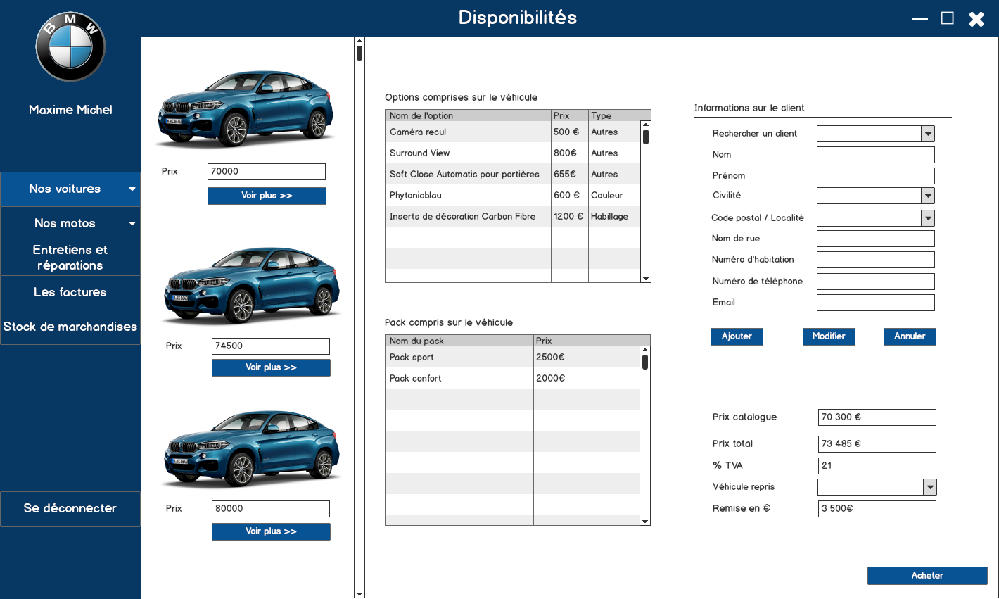 Disponibilités
BMW
Maxime Michel
Nos voitures
Nos motos
Entretiens et
réparations
Les factures
Stock de marchandises
Se déconnecter
Prix 70000
Voir plus >>
Prix 74500
Voir plus >>
Prix 80000
Voir plus >>
Options comprises sur le véhicule
Nom de l'option Prix Type
Caméra recul 500 € Autres
Surround View 800€ Autres
Soft Close Automatic pour portières 655€ Autres
Phytonicblau 600 € Couleur
Inserts de décoration Carbon Fibre 1200 € Habillage
Pack compris sur le véhicule
Nom du pack Prix
Pack sport 2500€
Pack confort 2000€
Informations sur le client
Rechercher un client
Nom
Prénom
Civilité
Code postal / Localité
Nom de rue
Numéro d'habitation
Numéro de téléphone
Email
Ajouter Modifier Annuler
Prix catalogue 70 300 €
Prix total 73 485 €
% TVA 21
Véhicule repris
Remise en € 3 500€
Acheter